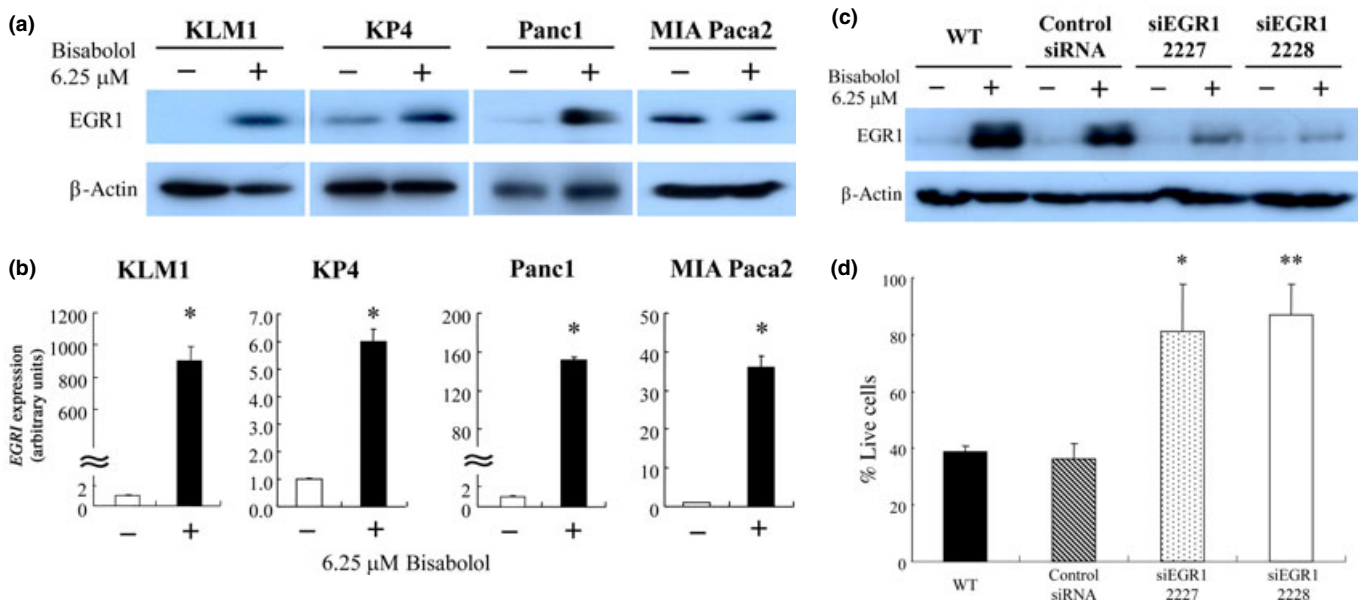 (a)
KLM1 KP4 Panc1 MIA Paca2
Bisabolol
6.25 μM
− + − + − + − +
EGR1
β-Actin
(b)
KLM1 KP4 Panc1 MIA Paca2
EGR1 expression
(arbitrary units)
1200
1000
800
600
2
0
*
− +
7.0
6.0
5.0
4.0
3.0
2.0
1.0
0.0
*
− +
200
160
120
80
2
0
*
− +
50
40
30
20
10
0
*
− +
6.25 μM Bisabolol
(c)
WT Control siRNA siEGR1 2227 siEGR1 2228
Bisabolol
6.25 μM
− + − + − + − +
EGR1
β-Actin
(d)
% Live cells
100
80
60
40
20
0
* **
WT Control siRNA siEGR1 2227 siEGR1 2228